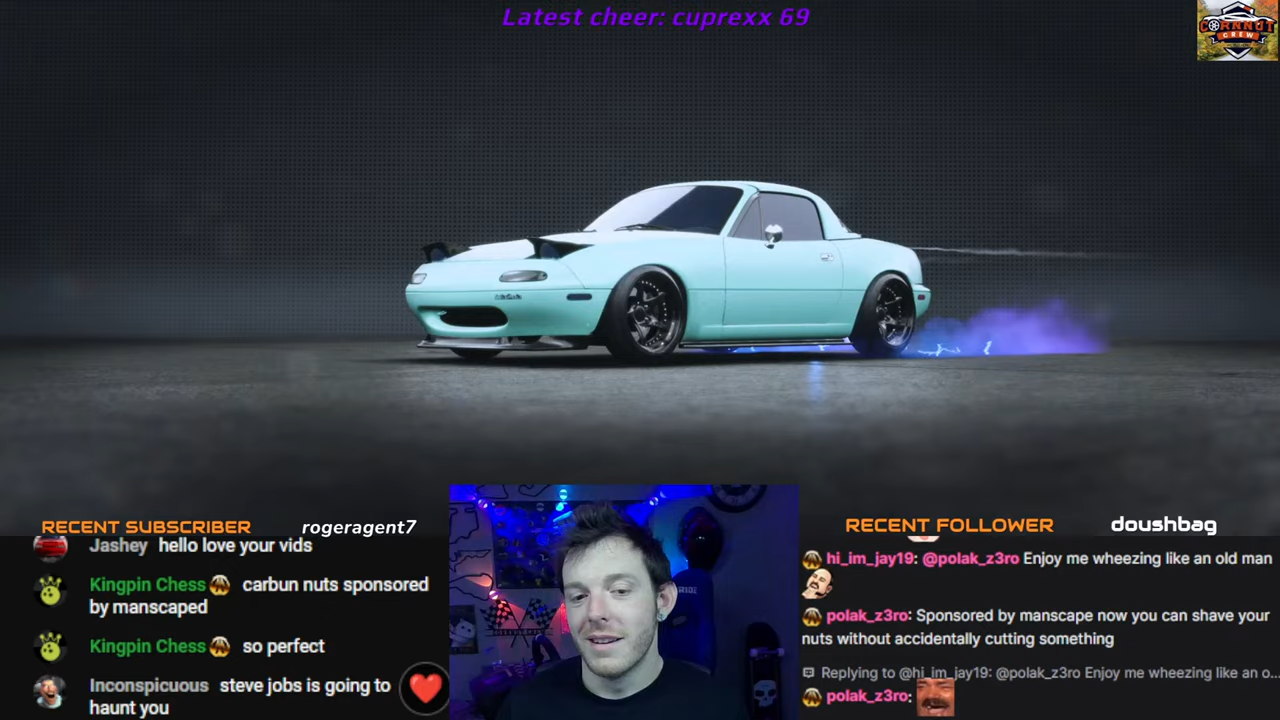 Latest cheer: cuprexx 69
CORNNUT
CREW
RECENT SUBSCRIBER
rogeragent7
Jashey hello love your vids
Kingpin Chess carbun nuts sponsored
by manscaped
Kingpin Chess so perfect
Inconspicuous steve jobs is going to
haunt you
RECENT FOLLOWER
doushbag
hi_im_jay19: @polak_z3ro Enjoy me wheezing like an old man
polak_z3ro: Sponsored by manscape now you can shave your
nuts without accidentally cutting something
Replying to @hi_im_jay19: @polak_z3ro Enjoy me wheezing like an o...
polak_z3ro: